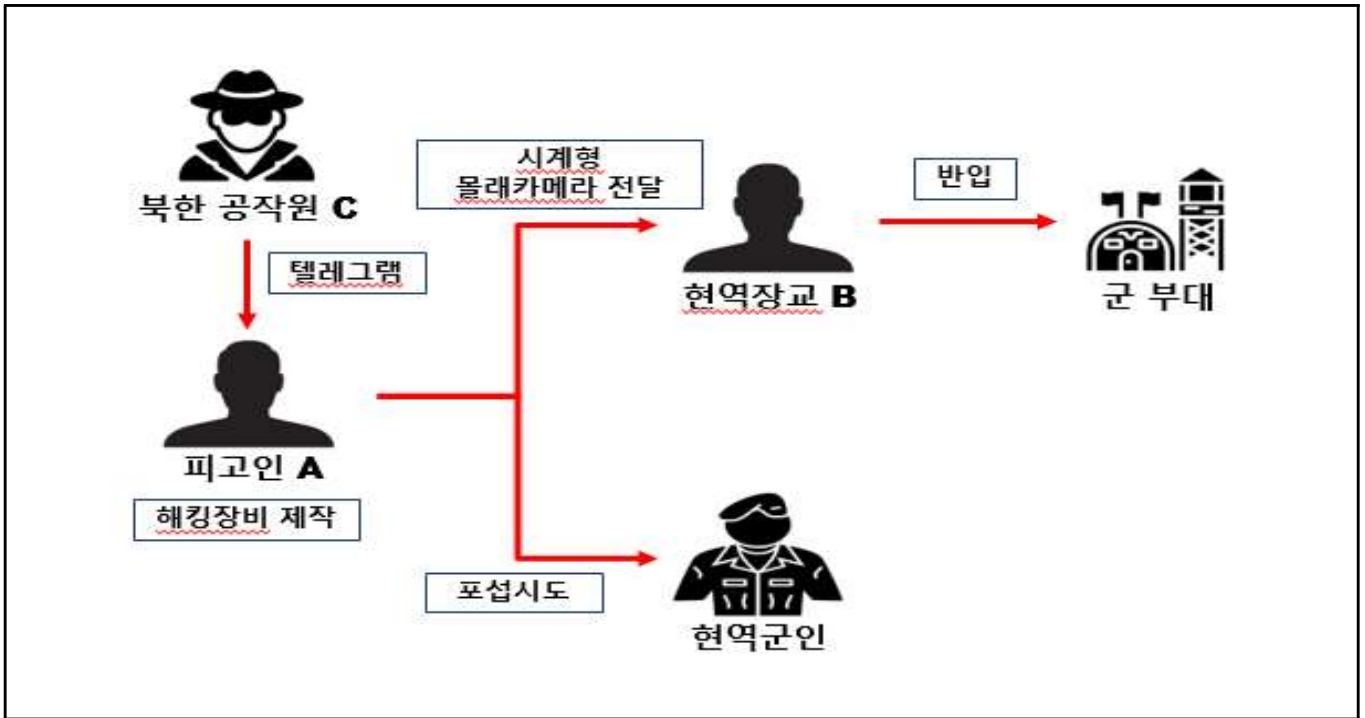 북한 공작원 C
텔레그램
시계형
몰래카메라 전달
반입
현역장교 B
군 부대
피고인 A
해킹장비 제작
포섭시도
현역군인